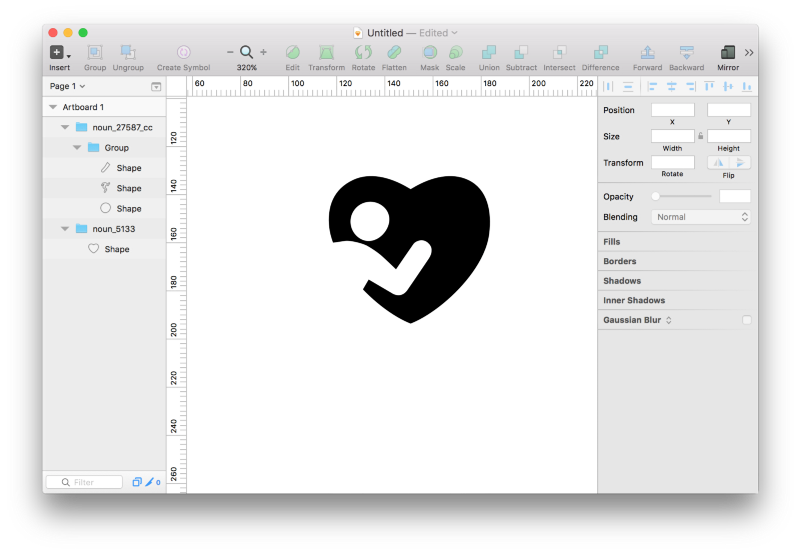 Untitled — Edited
Insert Group Ungroup Create Symbol 320% Edit Transform Rotate Flatten Mask Scale Union Subtract Intersect Difference Forward Backward Mirror
Page 1
60 80 100 120 140 160 180 200 220
Artboard 1
noun_27587_cc
Group
Shape
Shape
Shape
noun_5133
Shape
120
140
160
180
200
220
240
260
Position
X Y
Size
Width Height
Transform
Rotate Flip
Opacity
Blending Normal
Fills
Borders
Shadows
Inner Shadows
Gaussian Blur
Filter 0